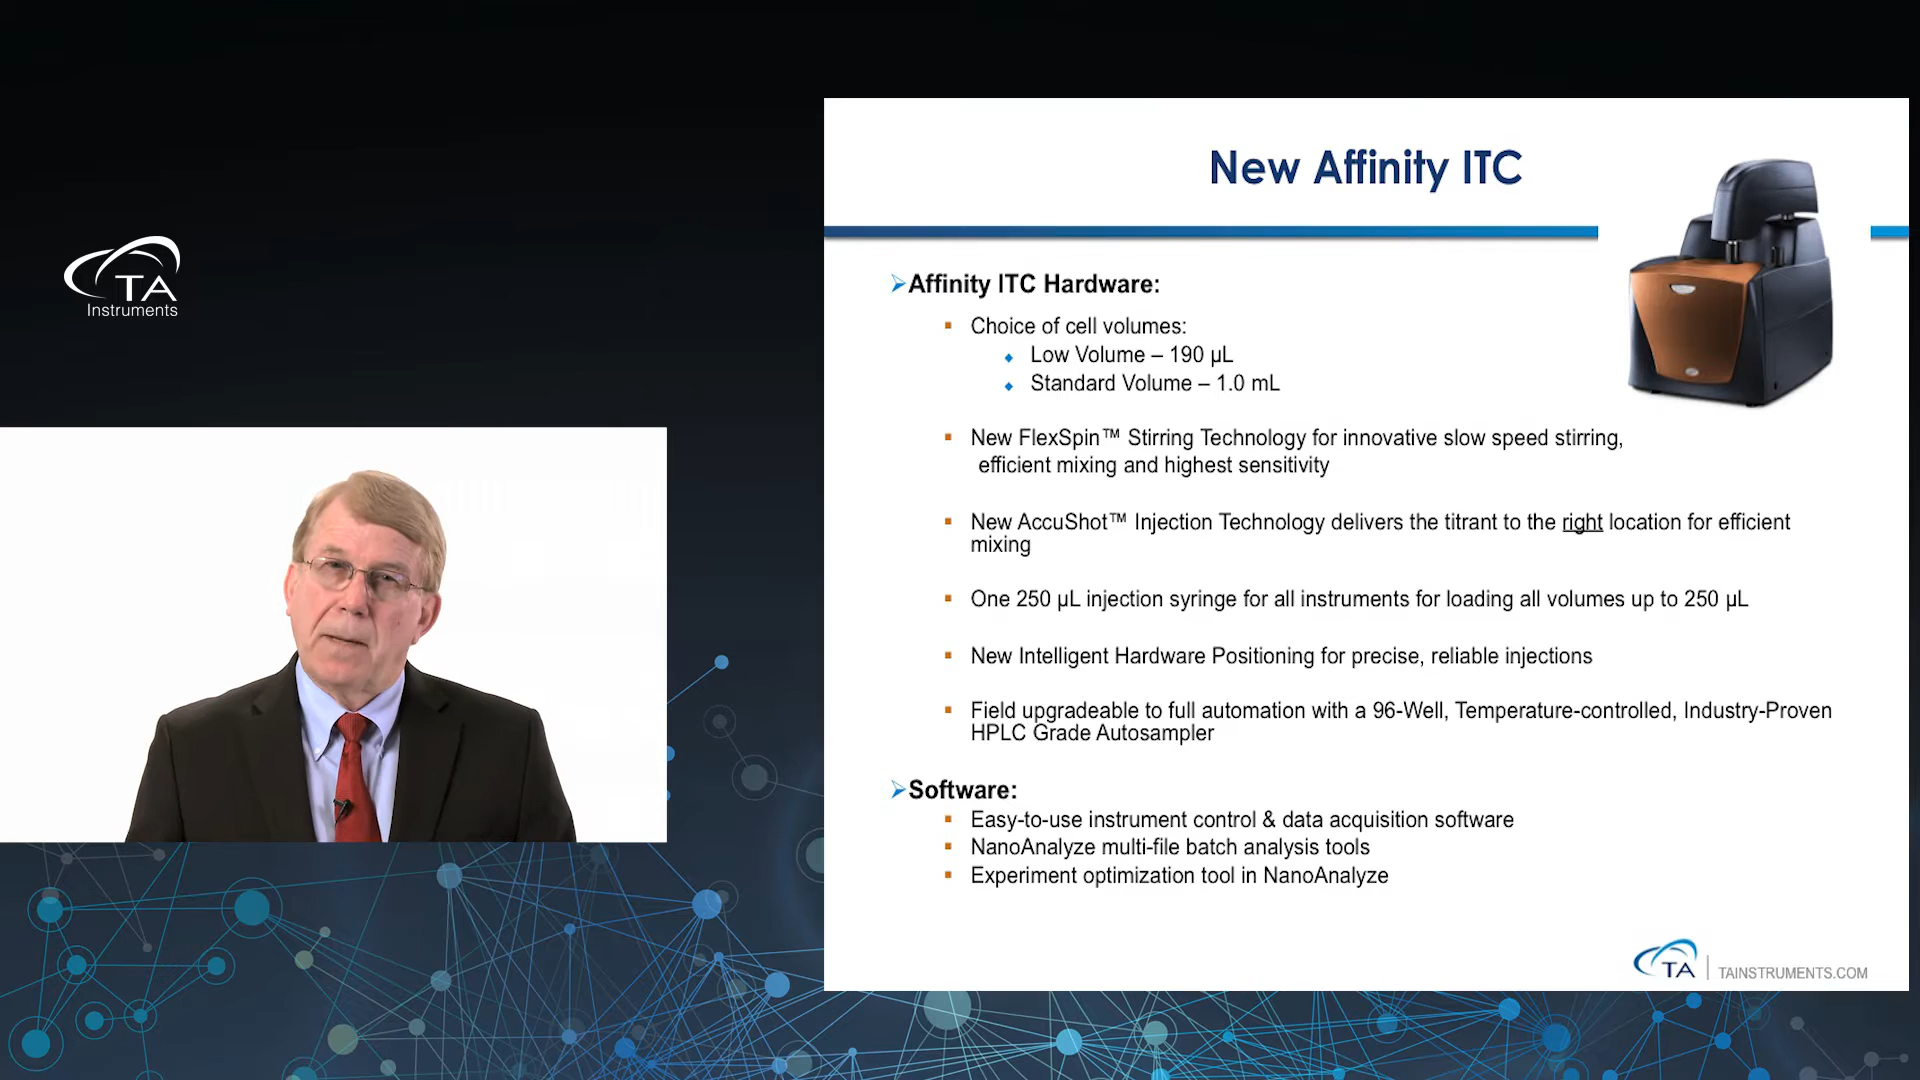 TA
Instruments
New Affinity ITC
Affinity ITC Hardware:
Choice of cell volumes:
Low Volume – 190 µL
Standard Volume – 1.0 mL
New FlexSpin™ Stirring Technology for innovative slow speed stirring,
efficient mixing and highest sensitivity
New AccuShot™ Injection Technology delivers the titrant to the right location for efficient
mixing
One 250 µL injection syringe for all instruments for loading all volumes up to 250 µL
New Intelligent Hardware Positioning for precise, reliable injections
Field upgradeable to full automation with a 96-Well, Temperature-controlled, Industry-Proven
HPLC Grade Autosampler
Software:
Easy-to-use instrument control & data acquisition software
NanoAnalyze multi-file batch analysis tools
Experiment optimization tool in NanoAnalyze
TA | TAINSTRUMENTS.COM